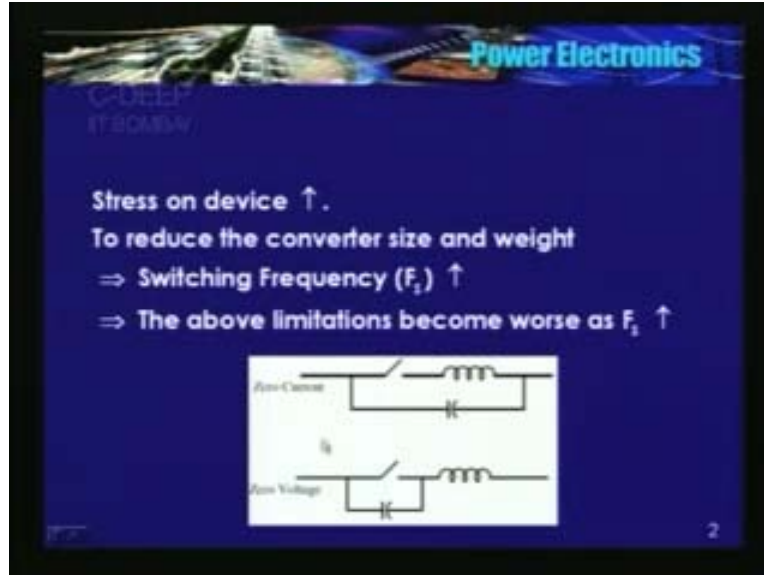 Power Electronics
C-DEEP
IIT BOMBAY
Stress on device ↑.
To reduce the converter size and weight
⇒ Switching Frequency (Fs) ↑
⇒ The above limitations become worse as Fs ↑
Zero Current
Zero Voltage
2